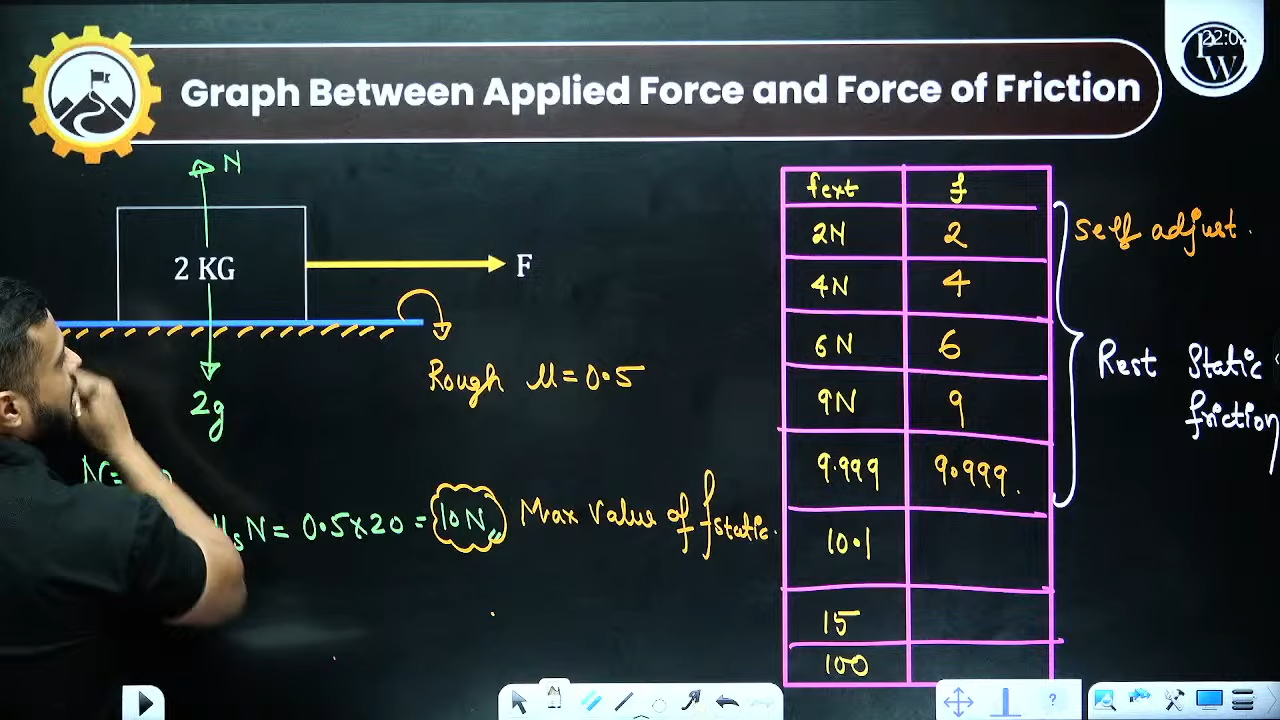 Graph Between Applied Force and Force of Friction
PW
N
2 KG
F
2g
Rough μ = 0.5
N=
μsN = 0.5×20 = 10N Max Value of fstatic.
fext f
2N 2
4N 4
6N 6
9N 9
9.999 9.999.
10.1
15
100
Self adjust.
Rest Static
friction